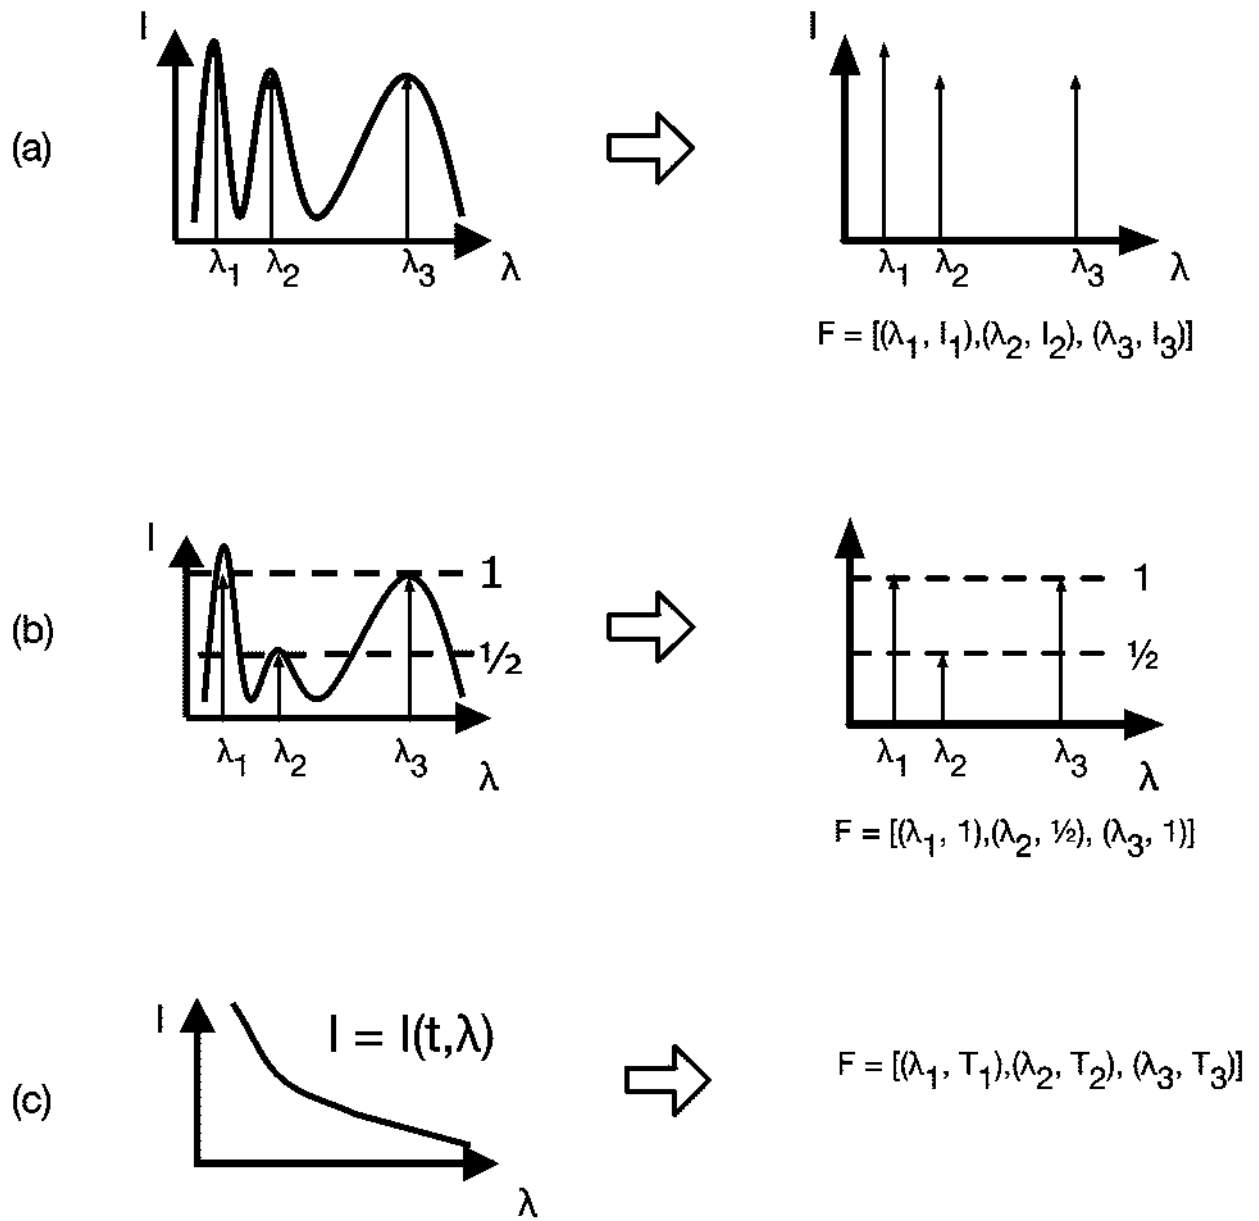 I
I
(a)
λ₁ λ₂ λ₃ λ
λ₁ λ₂ λ₃ λ
F = [(λ₁, I₁),(λ₂, I₂), (λ₃, I₃)]
I
1
½
1
½
(b)
λ₁ λ₂ λ₃ λ
λ₁ λ₂ λ₃ λ
F = [(λ₁, 1),(λ₂, ½), (λ₃, 1)]
I
I = I(t,λ)
F = [(λ₁, T₁),(λ₂, T₂), (λ₃, T₃)]
(c)
λ